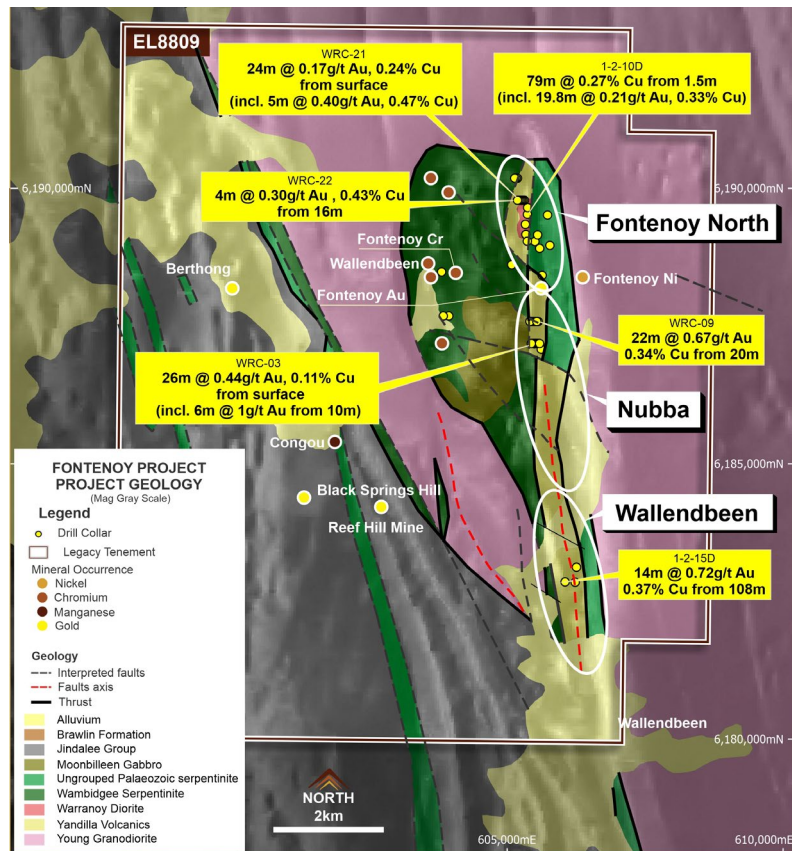 EL8809
WRC-21
24m @ 0.17g/t Au, 0.24% Cu
from surface
(incl. 5m @ 0.40g/t Au, 0.47% Cu)
1-2-10D
79m @ 0.27% Cu from 1.5m
(incl. 19.8m @ 0.21g/t Au, 0.33% Cu)
6,190,000mN
6,190,000mN
WRC-22
4m @ 0.30g/t Au , 0.43% Cu
from 16m
Fontenoy North
Fontenoy Cr
Wallendbeen
Berthong
Fontenoy Au
Fontenoy Ni
WRC-09
22m @ 0.67g/t Au
0.34% Cu from 20m
WRC-03
26m @ 0.44g/t Au, 0.11% Cu
from surface
(incl. 6m @ 1g/t Au from 10m)
Nubba
Congou
6,185,000mN
Black Springs Hill
Reef Hill Mine
Wallendbeen
1-2-15D
14m @ 0.72g/t Au
0.37% Cu from 108m
FONTENOY PROJECT
PROJECT GEOLOGY
(Mag Gray Scale)
Legend
Drill Collar
Legacy Tenement
Mineral Occurrence
Nickel
Chromium
Manganese
Gold
Geology
Interpreted faults
Faults axis
Thrust
Alluvium
Brawlin Formation
Jindalee Group
Moonbilleen Gabbro
Ungrouped Palaeozoic serpentinite
Wambidgee Serpentinite
Warranoy Diorite
Yandilla Volcanics
Young Granodiorite
Wallendbeen
6,180,000mN
NORTH
2km
605,000mE
610,000mE